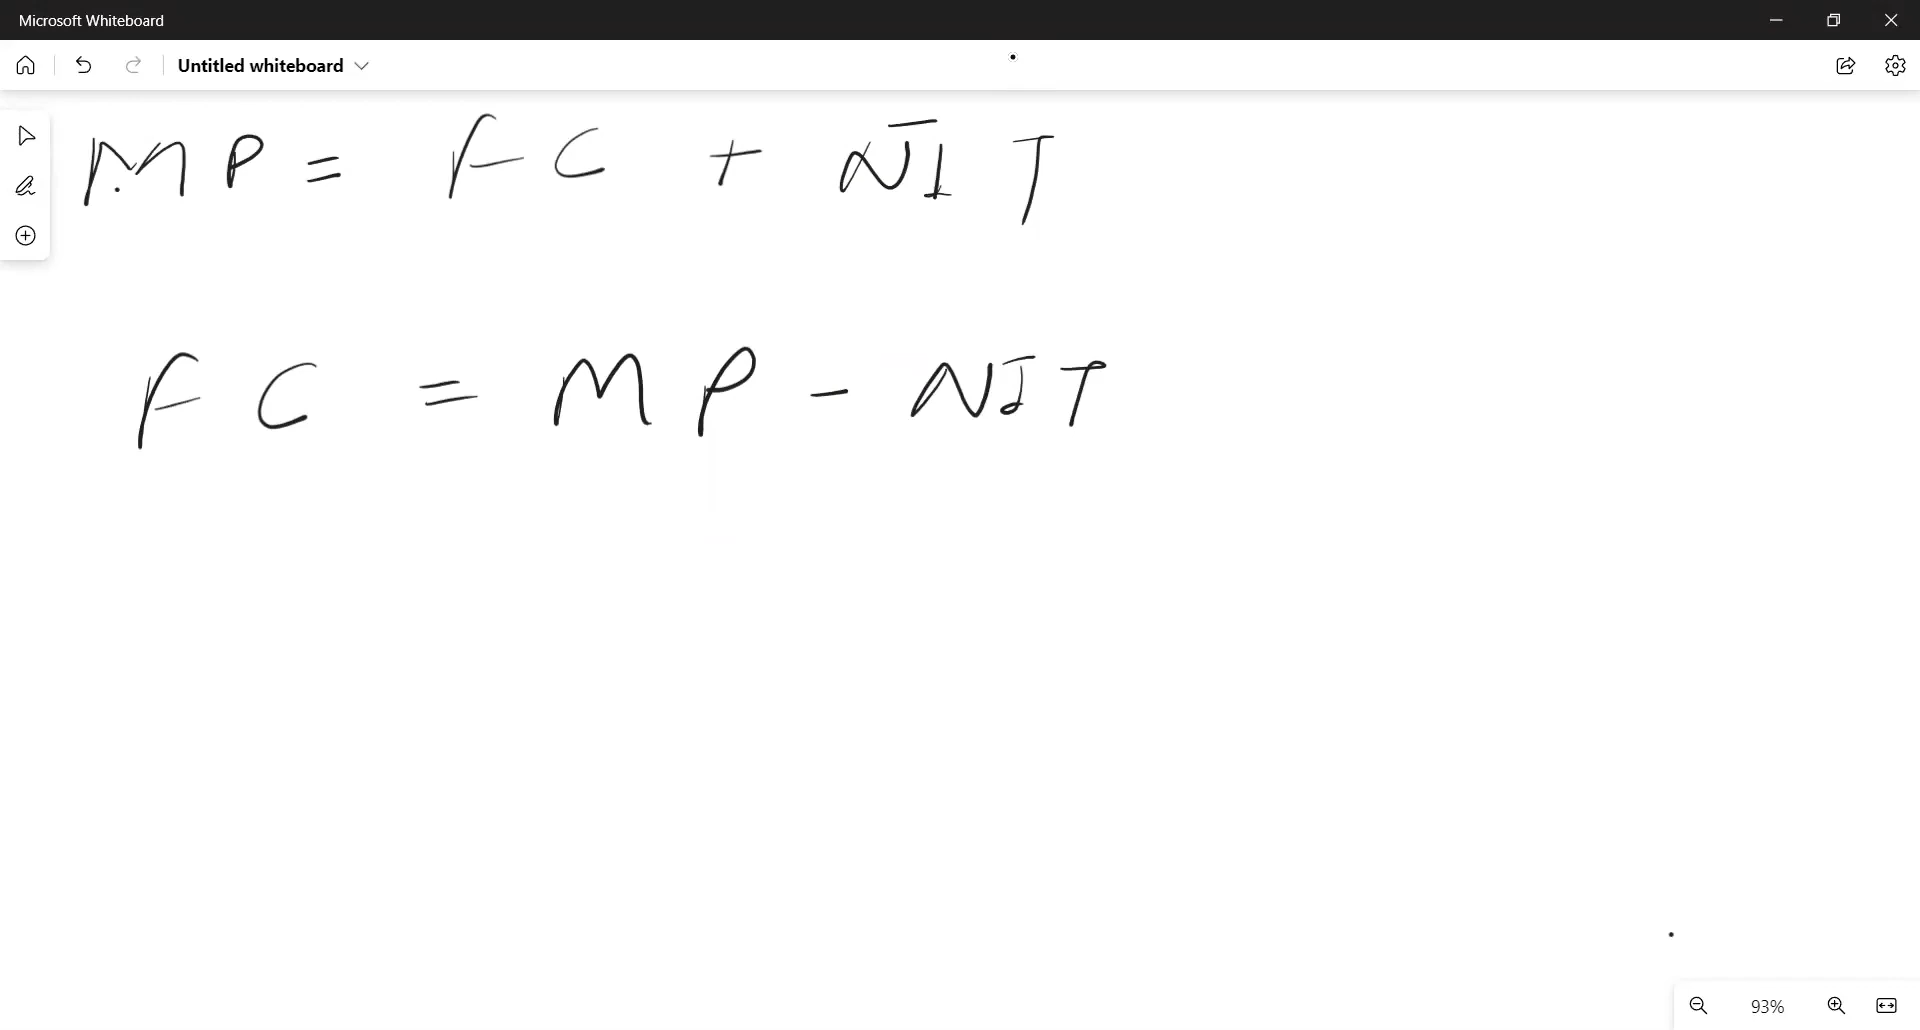 Microsoft Whiteboard
Untitled whiteboard
MP = FC + NIT
FC = MP - NIT
93%